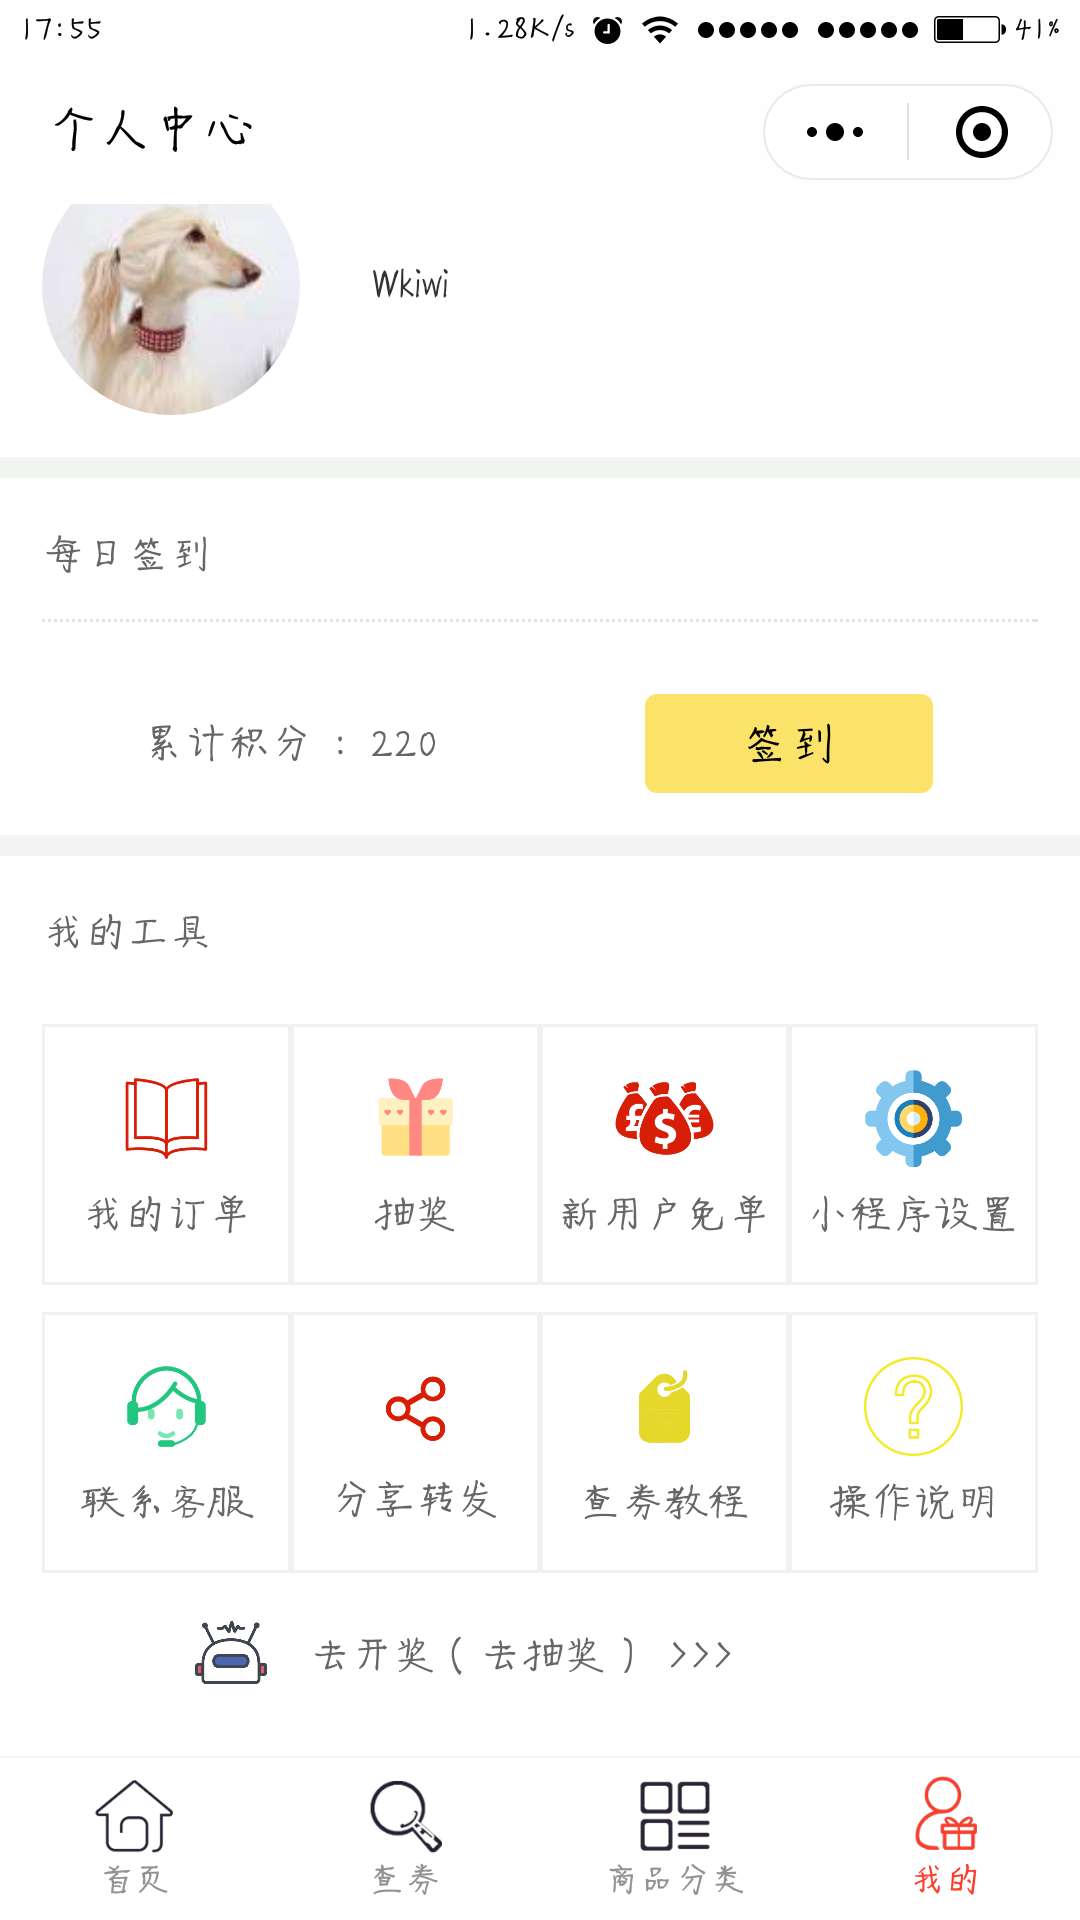 17:55 1.28K/s 41%
个人中心
Wkiwi
每日签到
累计积分 : 220 签到
我的工具
我的订单 抽奖 新用户免单 小程序设置
联系客服 分享转发 查券教程 操作说明
去开奖(去抽奖) >>>
首页 查券 商品分类 我的